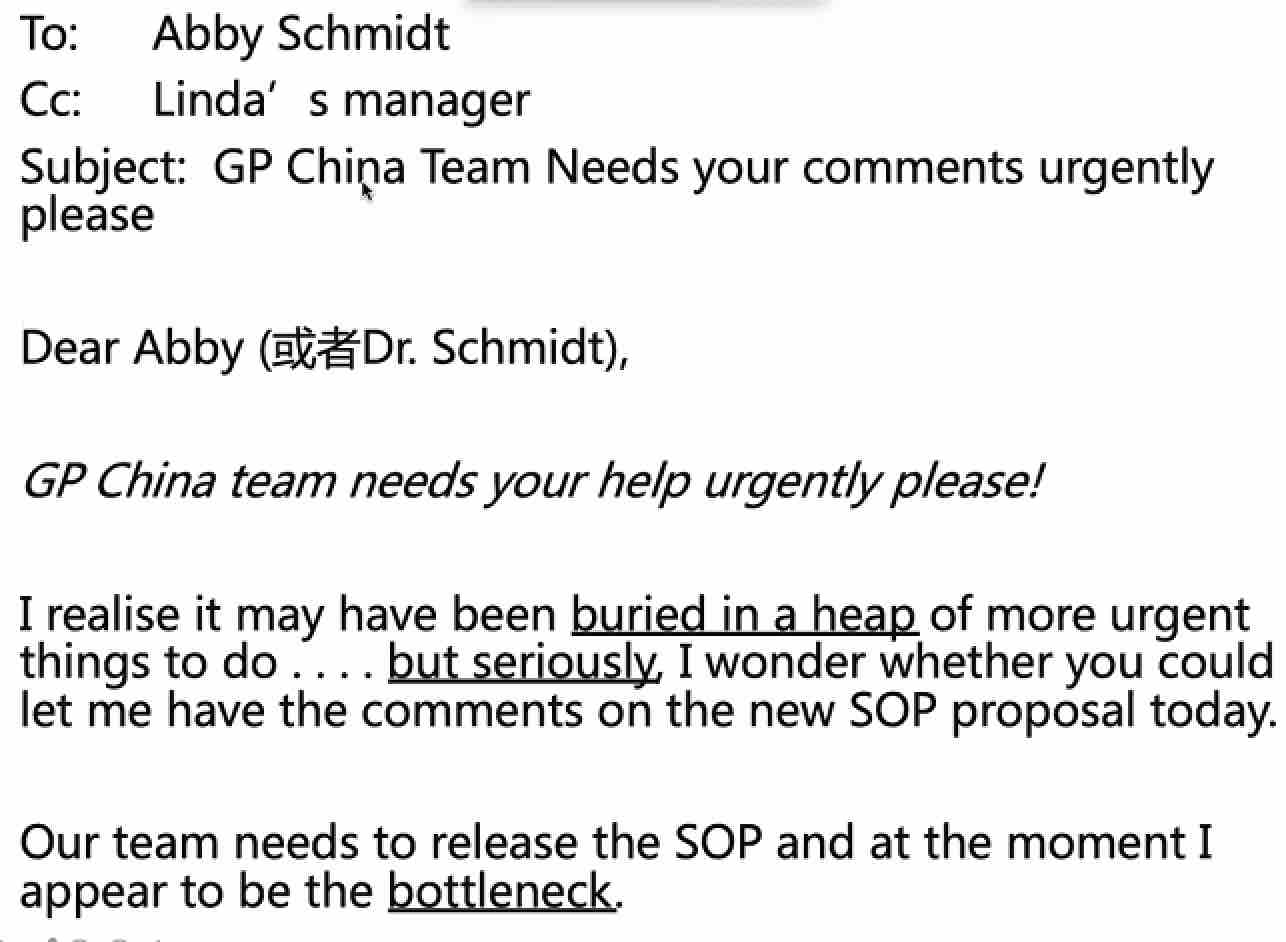 To: Abby Schmidt
Cc: Linda’ s manager
Subject: GP China Team Needs your comments urgently
please
Dear Abby (或者Dr. Schmidt),
GP China team needs your help urgently please!
I realise it may have been buried in a heap of more urgent
things to do . . . . but seriously, I wonder whether you could
let me have the comments on the new SOP proposal today.
Our team needs to release the SOP and at the moment I
appear to be the bottleneck.